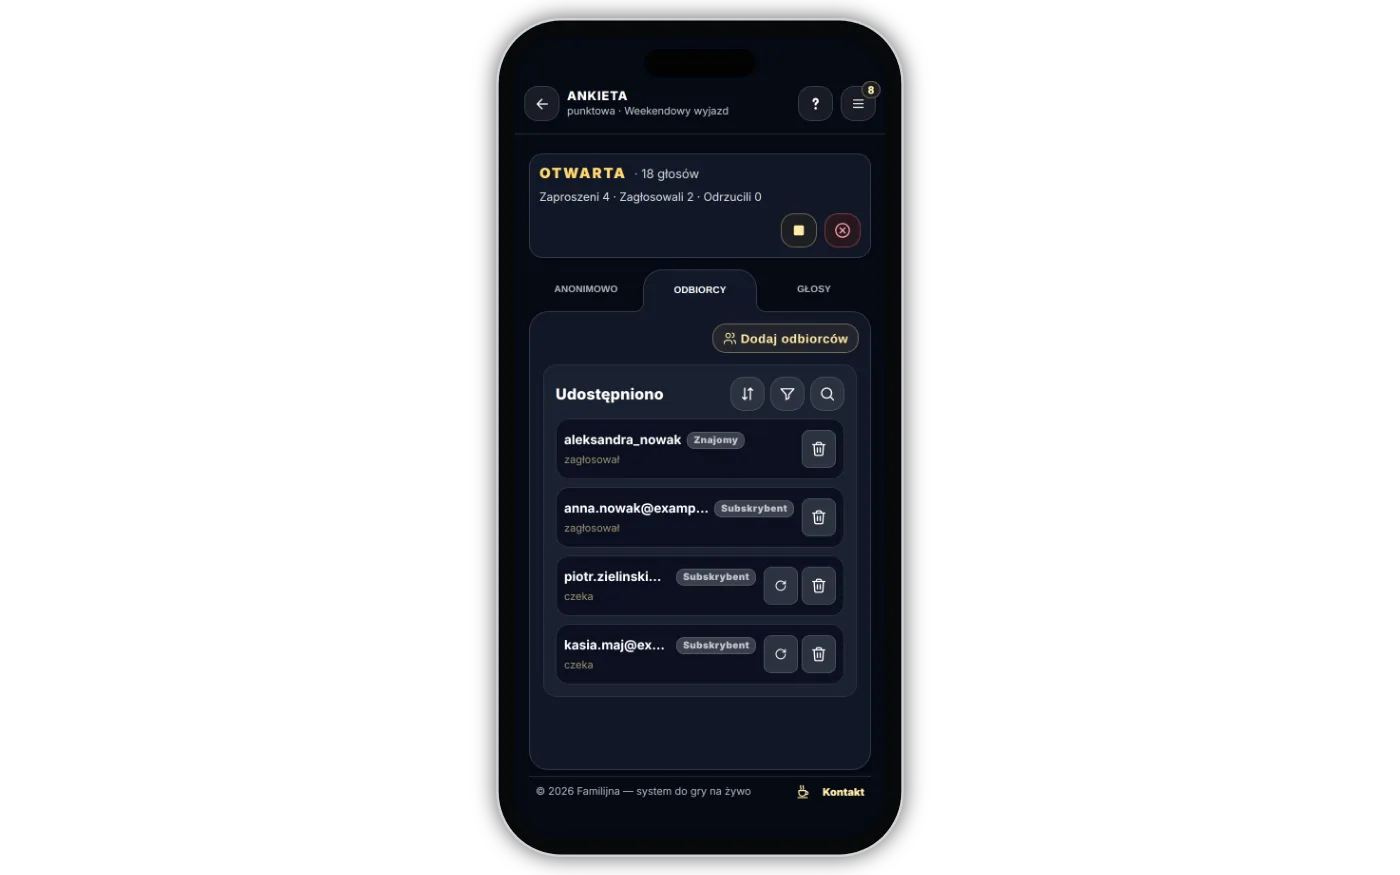 ANKIETA
punktowa · Weekendowy wyjazd
?
8
OTWARTA · 18 głosów
Zaproszeni 4 · Zagłosowali 2 · Odrzucili 0
ANONIMOWO
ODBIORCY
GŁOSY
Dodaj odbiorców
Udostępniono
aleksandra_nowak Znajomy
zagłosował
anna.nowak@examp... Subskrybent
zagłosował
piotr.zielinski... Subskrybent
czeka
kasia.maj@ex... Subskrybent
czeka
© 2026 Familijna — system do gry na żywo
Kontakt